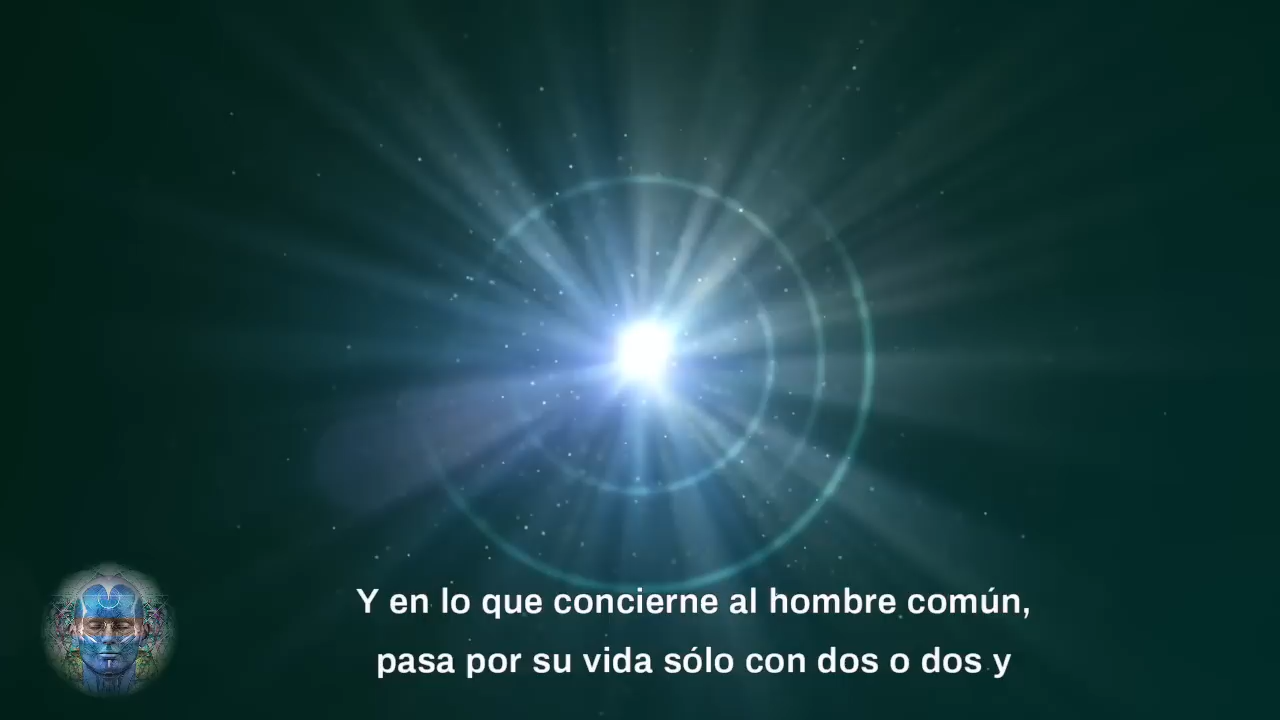 Y en lo que concierne al hombre común,
pasa por su vida sólo con dos o dos y